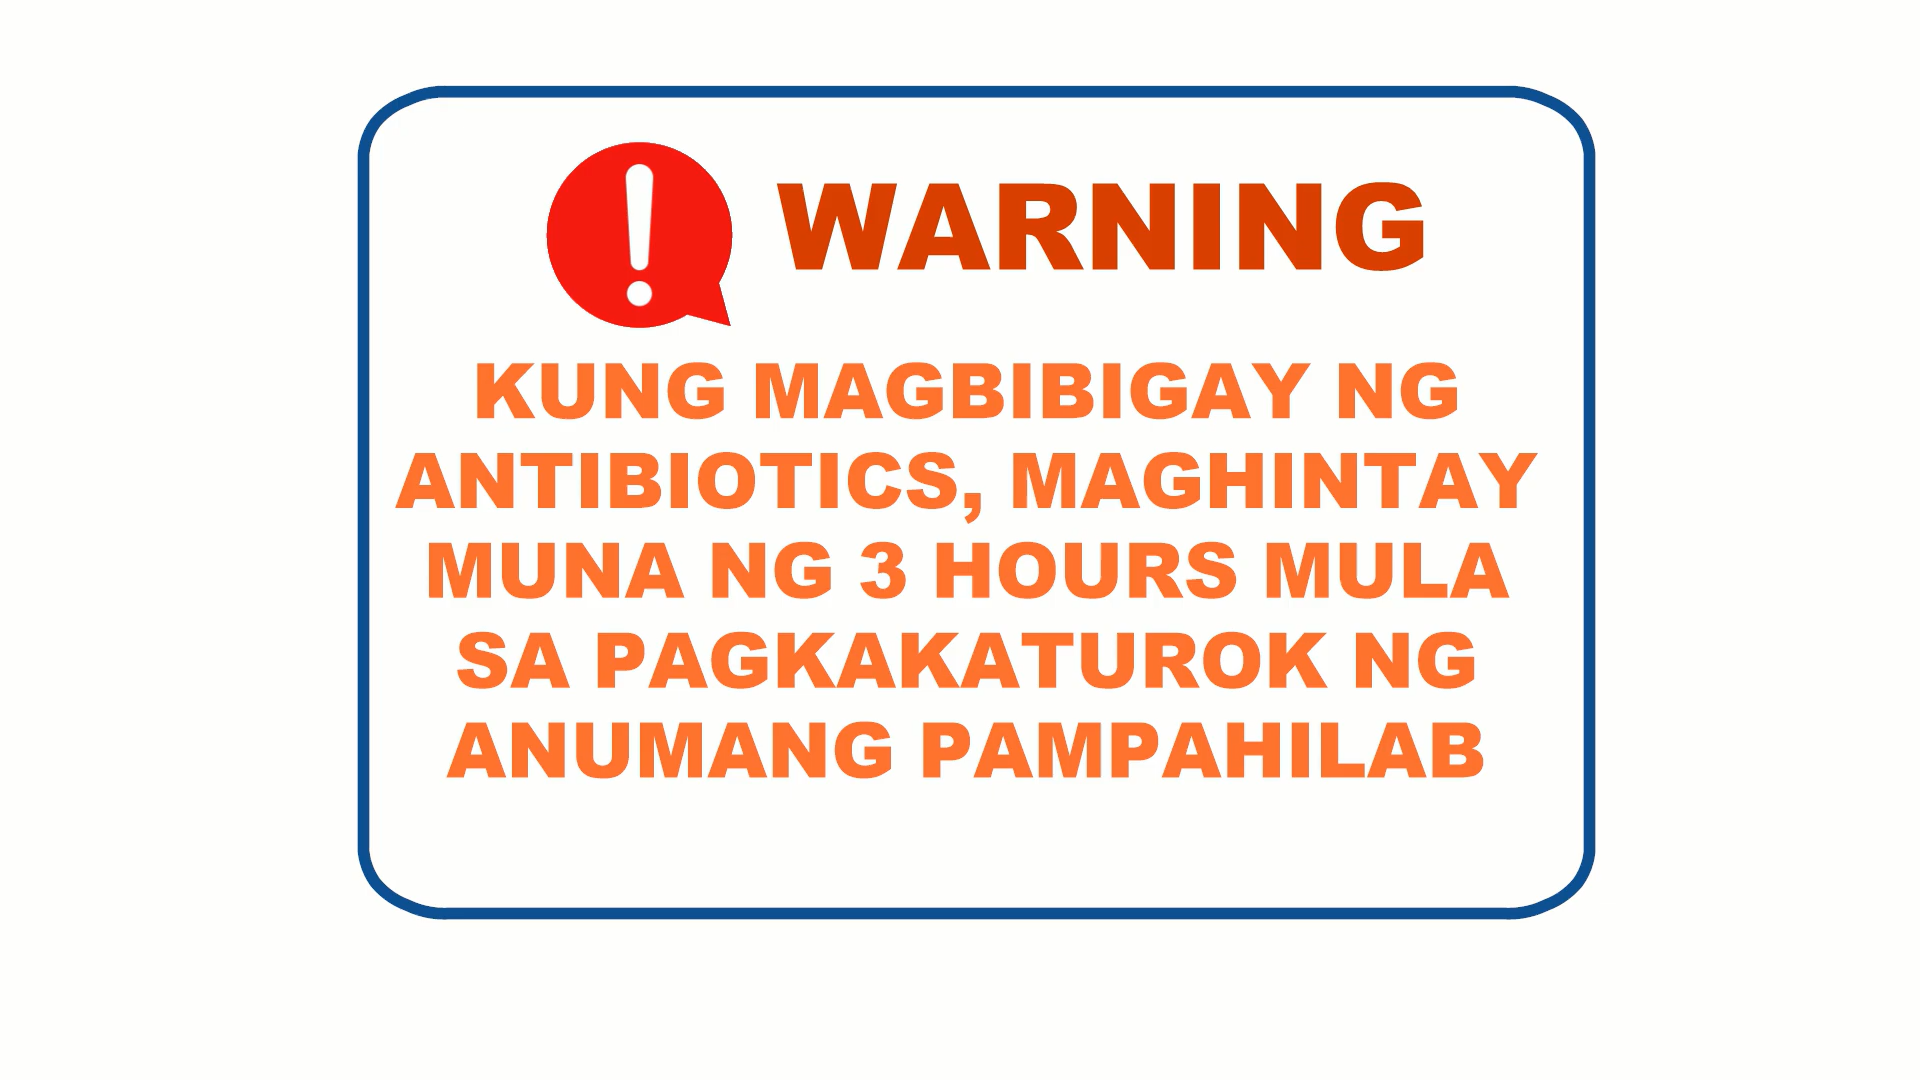 WARNING
KUNG MAGBIBIGAY NG
ANTIBIOTICS, MAGHINTAY
MUNA NG 3 HOURS MULA
SA PAGKAKATUROK NG
ANUMANG PAMPAHILAB